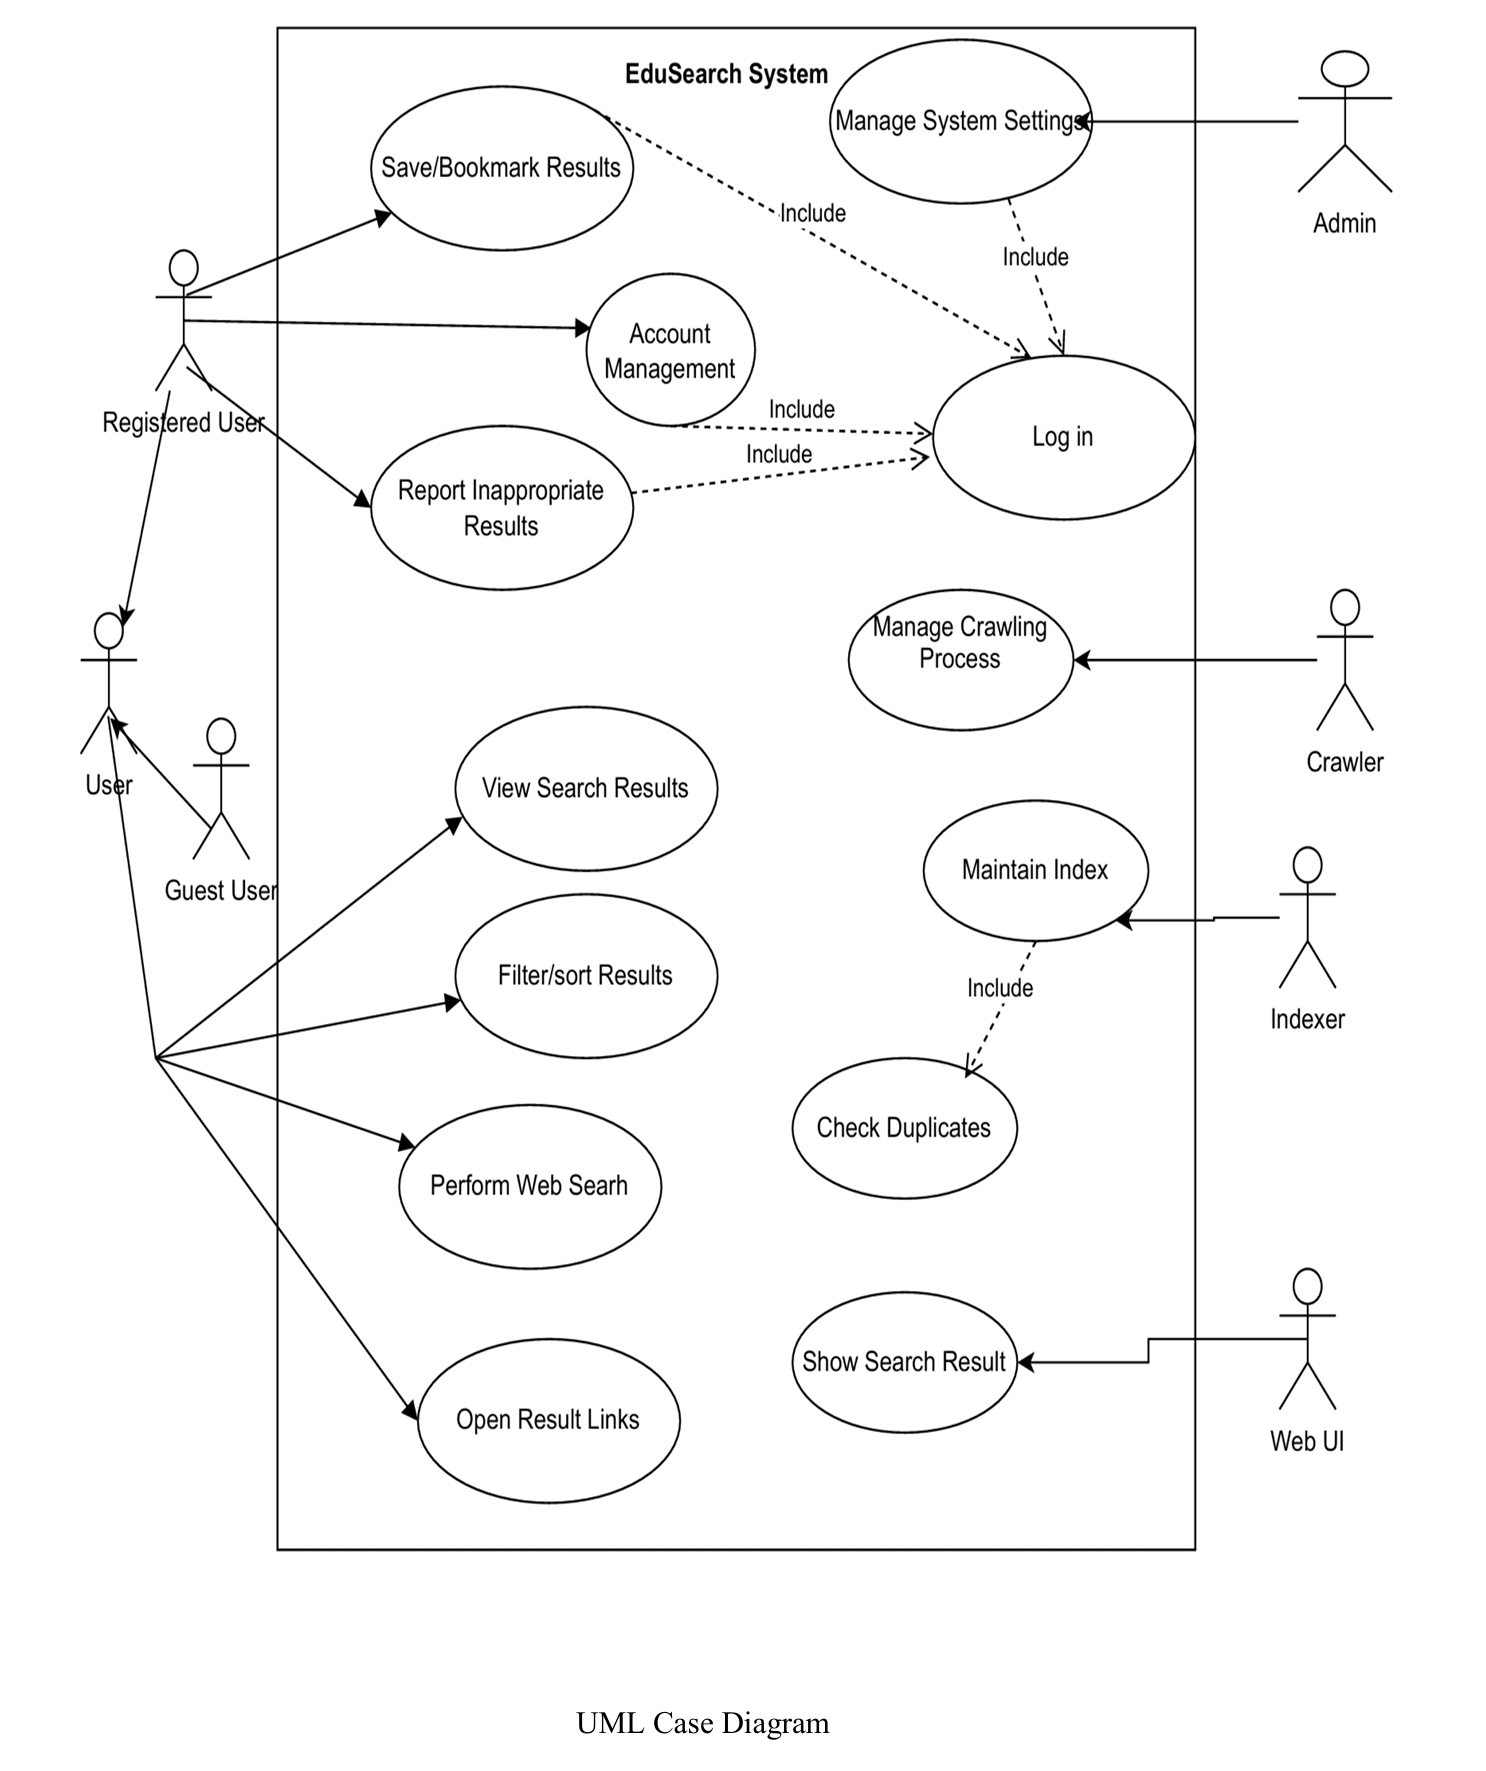 EduSearch System
Manage System Settings
Save/Bookmark Results
Include
Admin
Include
Account
Management
Include
Registered User
Log in
Include
Report Inappropriate
Results
Manage Crawling
Process
Crawler
User
View Search Results
Guest User
Maintain Index
Filter/sort Results
Include
Indexer
Check Duplicates
Perform Web Searh
Show Search Result
Open Result Links
Web UI
UML Case Diagram